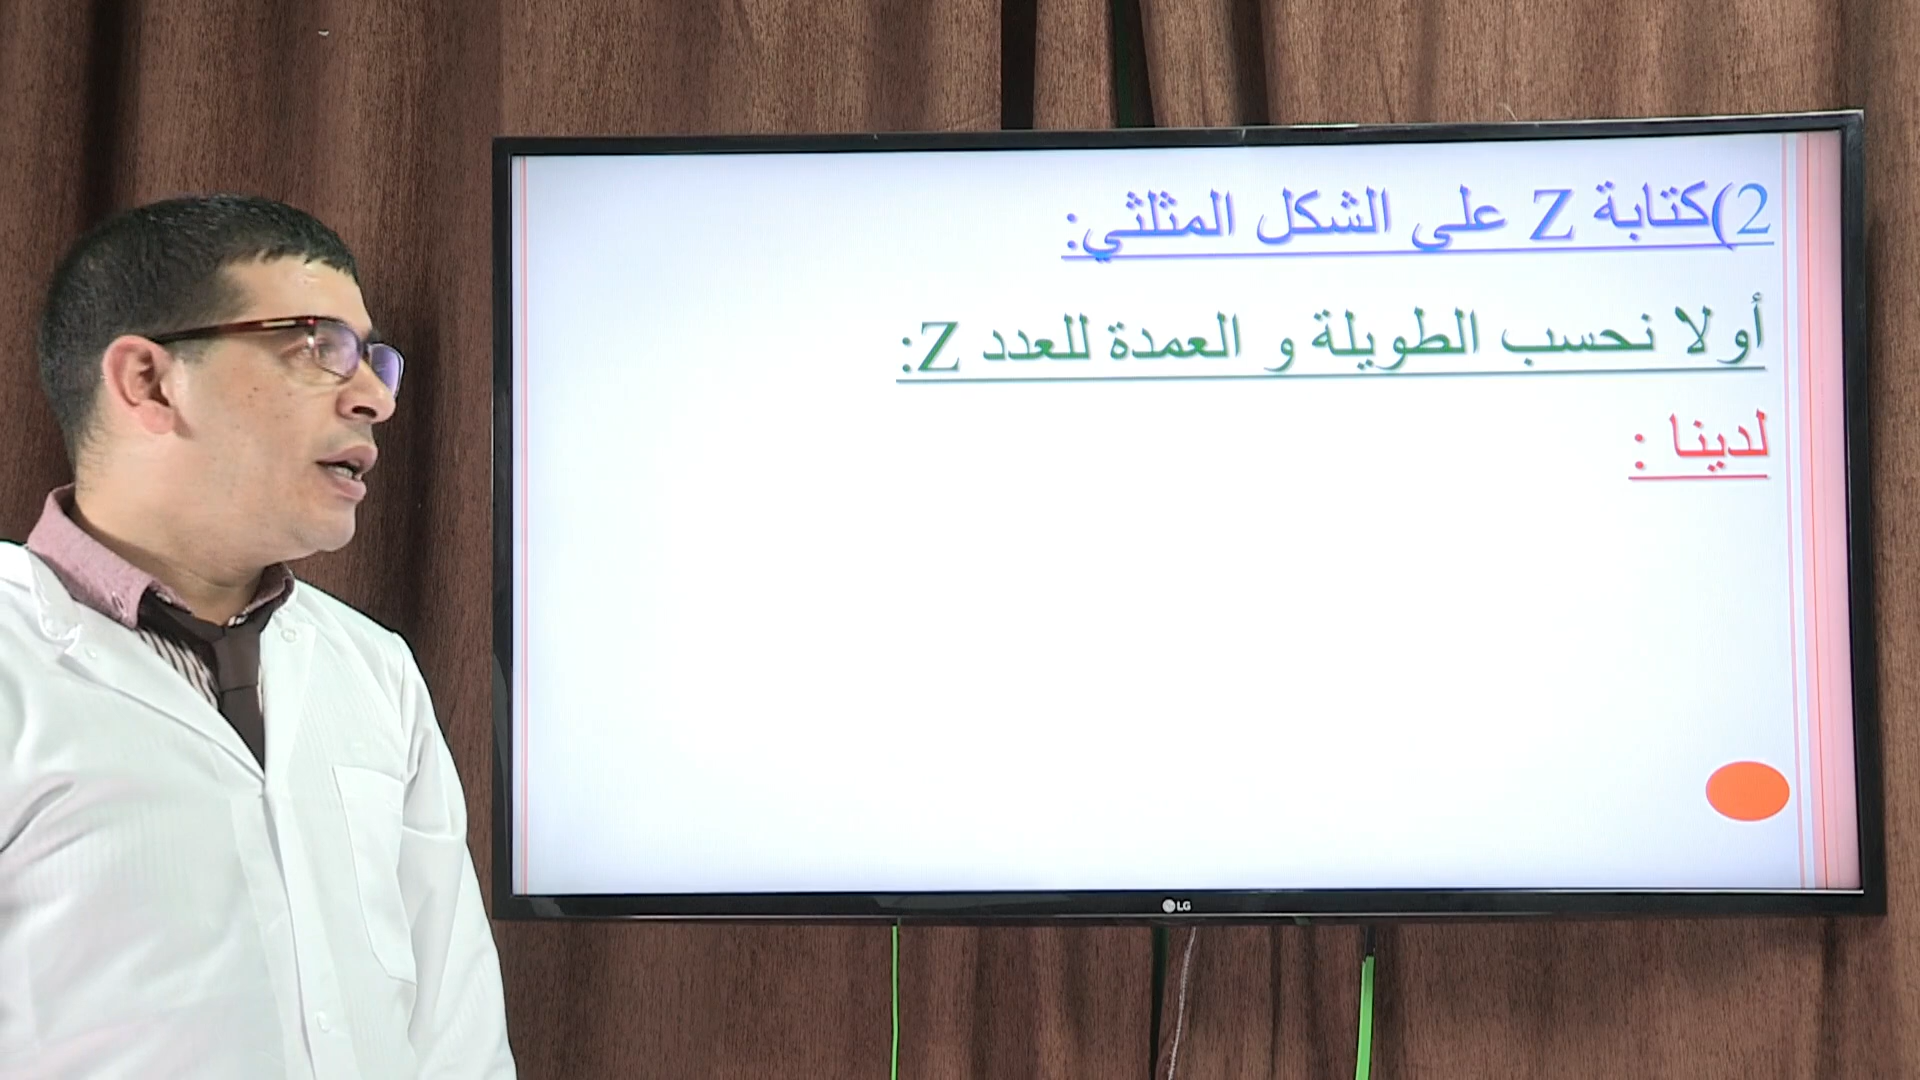 2)كتابة Z على الشكل المثلثي:
أولا نحسب الطويلة و العمدة للعدد Z:
لدينا :
LG